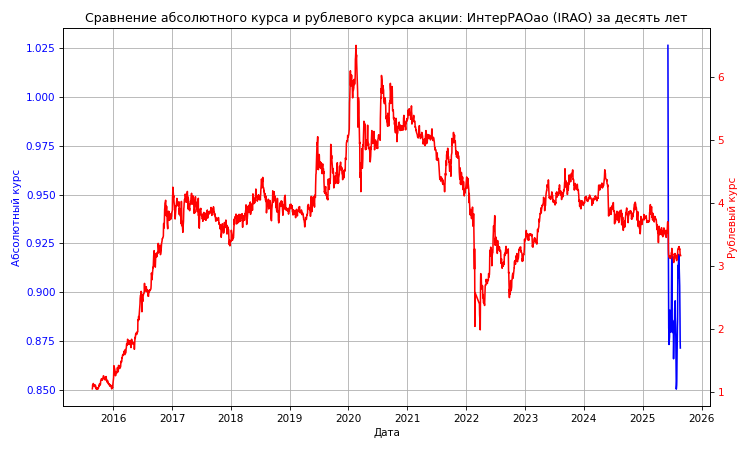 Сравнение абсолютного курса и рублевого курса акции: ИнтерРАОао (IRAO) за десять лет
Абсолютный курс
1.025
1.000
0.975
0.950
0.925
0.900
0.875
0.850
6
5
4
3
2
1
Рублевый курс
2016 2017 2018 2019 2020 2021 2022 2023 2024 2025 2026
Дата